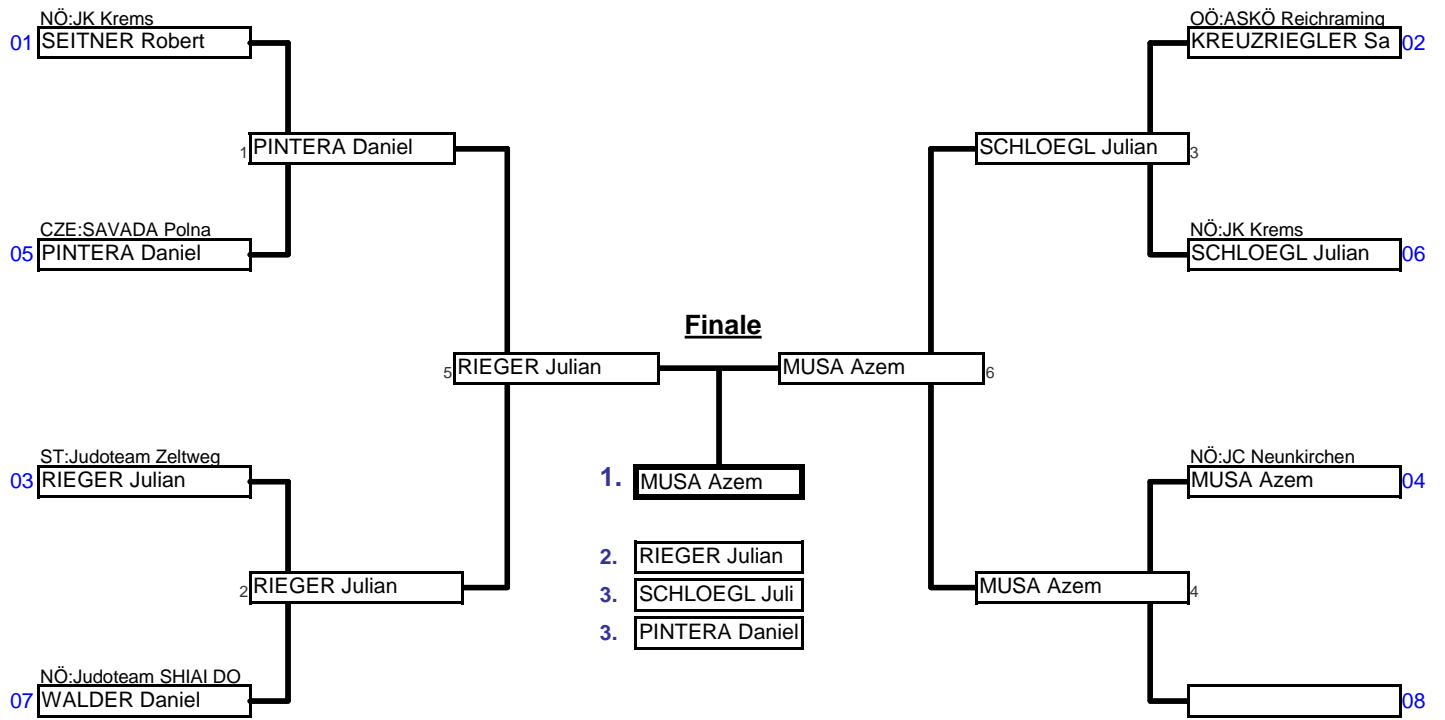 NÖ:JK Krems
01 SEITNER Robert
OÖ:ASKÖ Reichraming
KREUZRIEGLER Sa 02
1 PINTERA Daniel
SCHLOEGL Julian 3
CZE:SAVADA Polna
05 PINTERA Daniel
NÖ:JK Krems
SCHLOEGL Julian 06
Finale
5 RIEGER Julian
MUSA Azem 6
ST:Judoteam Zeltweg
03 RIEGER Julian
1. MUSA Azem
NÖ:JC Neunkirchen
MUSA Azem 04
2. RIEGER Julian
3. SCHLOEGL Juli
3. PINTERA Daniel
2 RIEGER Julian
MUSA Azem 4
NÖ:Judoteam SHIAI DO
07 WALDER Daniel
08